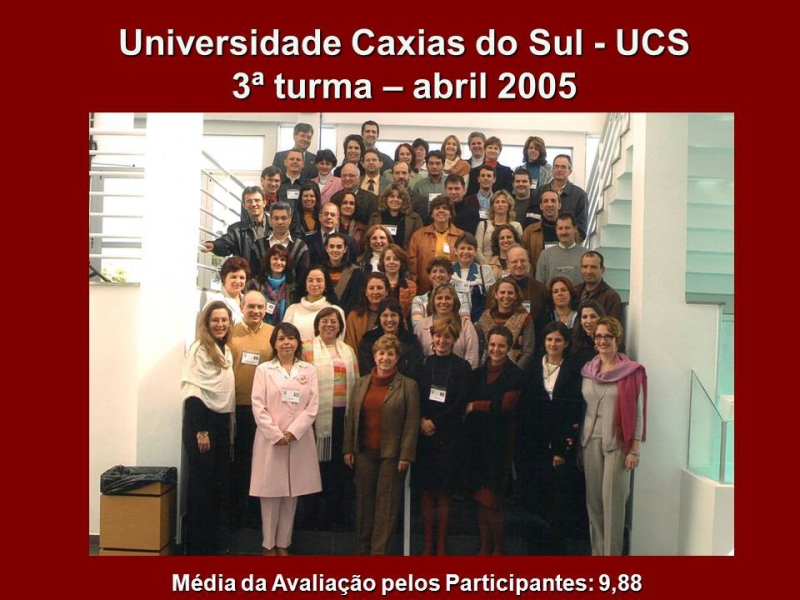 Universidade Caxias do Sul - UCS
3ª turma – abril 2005
Média da Avaliação pelos Participantes: 9,88